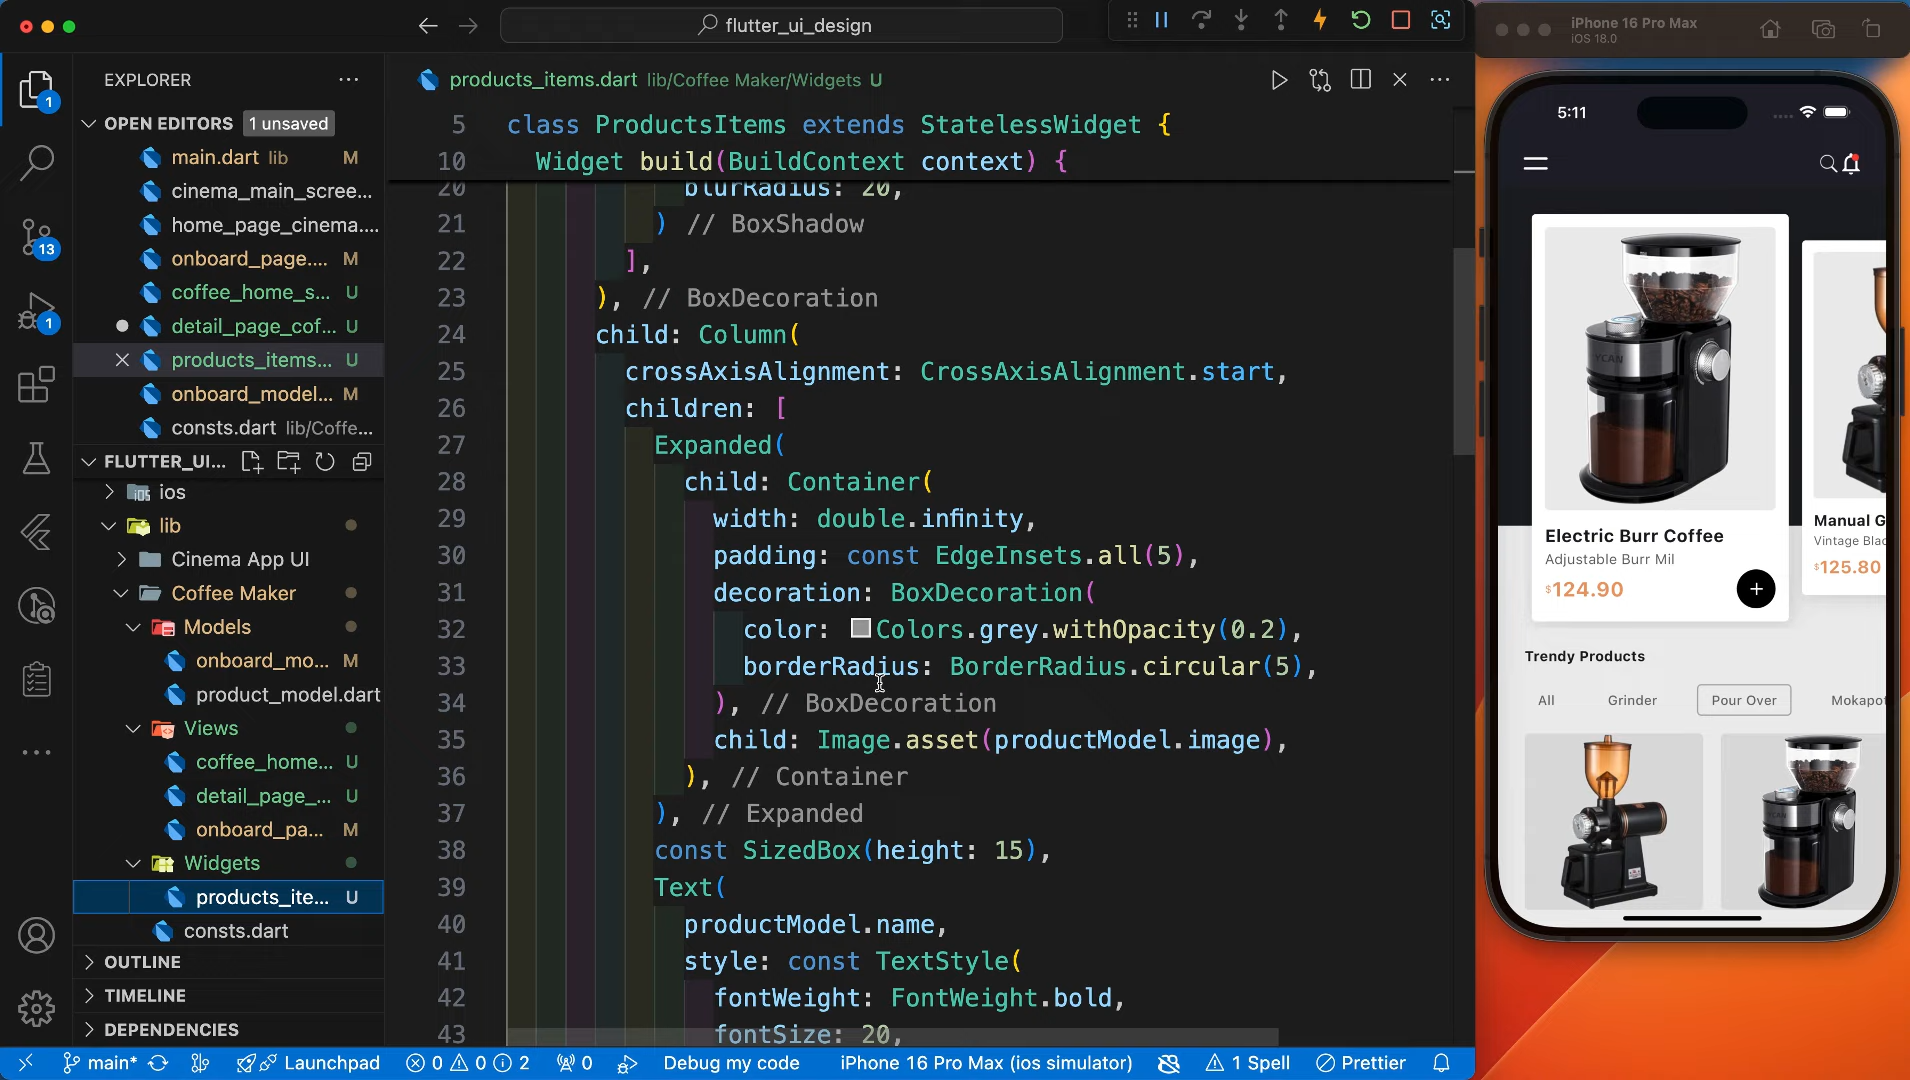 flutter_ui_design
iPhone 16 Pro Max
iOS 18.0
EXPLORER
OPEN EDITORS
1 unsaved
main.dart lib M
cinema_main_scree...
home_page_cinema....
onboard_page.... M
coffee_home_s... U
detail_page_cof... U
products_items... U
onboard_model... M
consts.dart lib/Coffe...
FLUTTER_UI...
ios
lib
Cinema App UI
Coffee Maker
Models
onboard_mo... M
product_model.dart
Views
coffee_home... U
detail_page_... U
onboard_pa... M
Widgets
products_ite... U
consts.dart
OUTLINE
TIMELINE
DEPENDENCIES
1
13
1
products_items.dart lib/Coffee Maker/Widgets U
5 class ProductsItems extends StatelessWidget {
10 Widget build(BuildContext context) {
20 blurRadius: 20,
21 ) // BoxShadow
22 ],
23 ), // BoxDecoration
24 child: Column(
25 crossAxisAlignment: CrossAxisAlignment.start,
26 children: [
27 Expanded(
28 child: Container(
29 width: double.infinity,
30 padding: const EdgeInsets.all(5),
31 decoration: BoxDecoration(
32 color: Colors.grey.withOpacity(0.2),
33 borderRadius: BorderRadius.circular(5),
34 ), // BoxDecoration
35 child: Image.asset(productModel.image),
36 ), // Container
37 ), // Expanded
38 const SizedBox(height: 15),
39 Text(
40 productModel.name,
41 style: const TextStyle(
42 fontWeight: FontWeight.bold,
43 fontSize: 20,
main* Launchpad 0 0 2 0 Debug my code iPhone 16 Pro Max (ios simulator) 1 Spell Prettier
5:11
Electric Burr Coffee
Adjustable Burr Mil
$124.90
Manual G
Vintage Blac
$125.80
Trendy Products
All Grinder Pour Over Mokapot